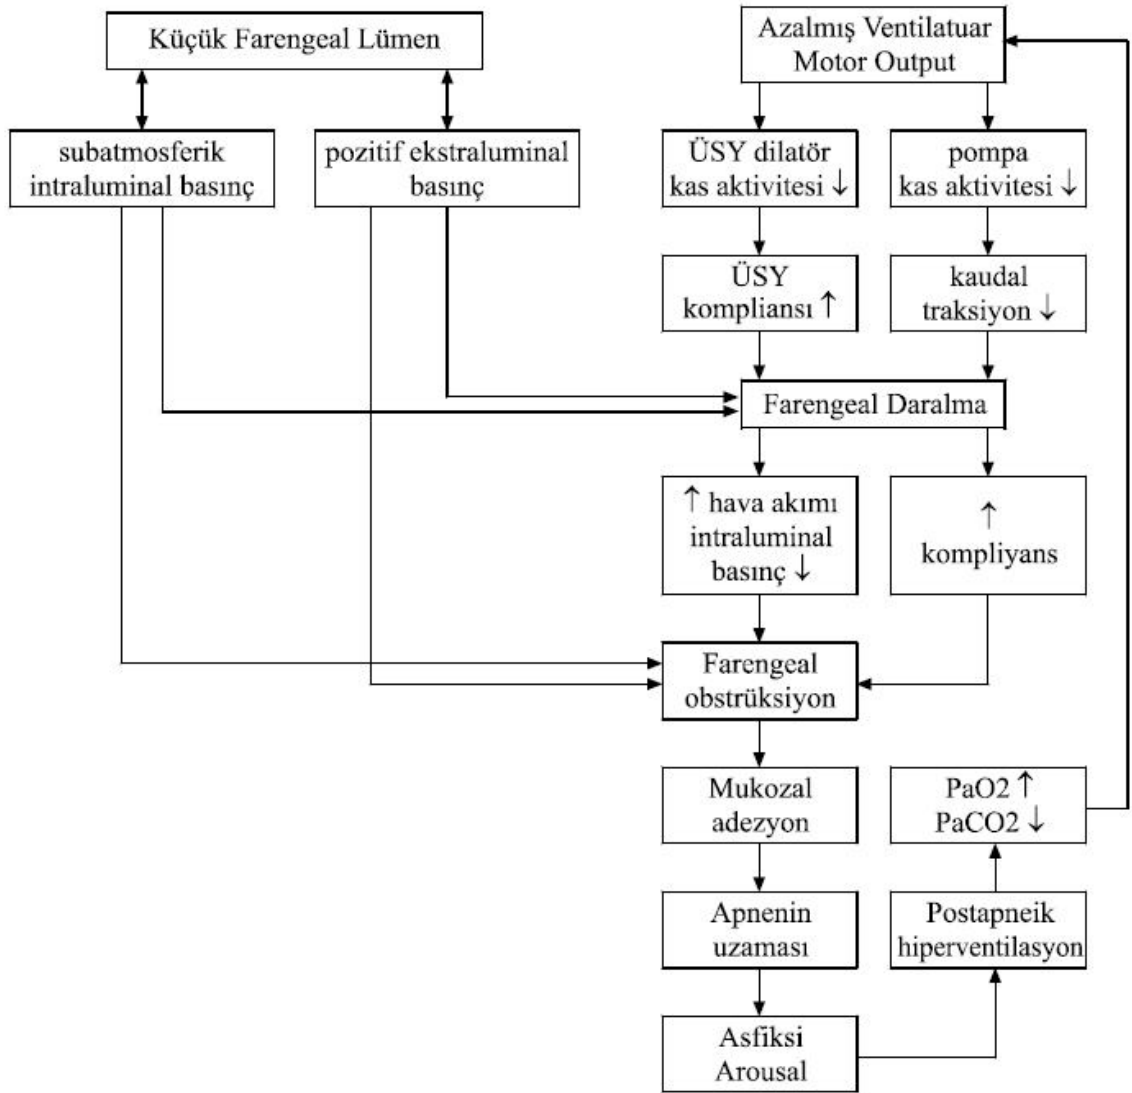 Küçük Farengeal Lümen
Azalmış Ventilatuar
Motor Output
subatmosferik
intraluminal basınç
pozitif ekstraluminal
basınç
ÜSY dilatör
kas aktivitesi ↓
pompa
kas aktivitesi ↓
ÜSY
kompliansı ↑
kaudal
traksiyon ↓
Farengeal Daralma
↑ hava akımı
intraluminal
basınç ↓
↑
kompliyans
Farengeal
obstrüksiyon
Mukozal
adezyon
PaO2 ↑
PaCO2 ↓
Apnenin
uzaması
Postapneik
hiperventilasyon
Asfiksi
Arousal